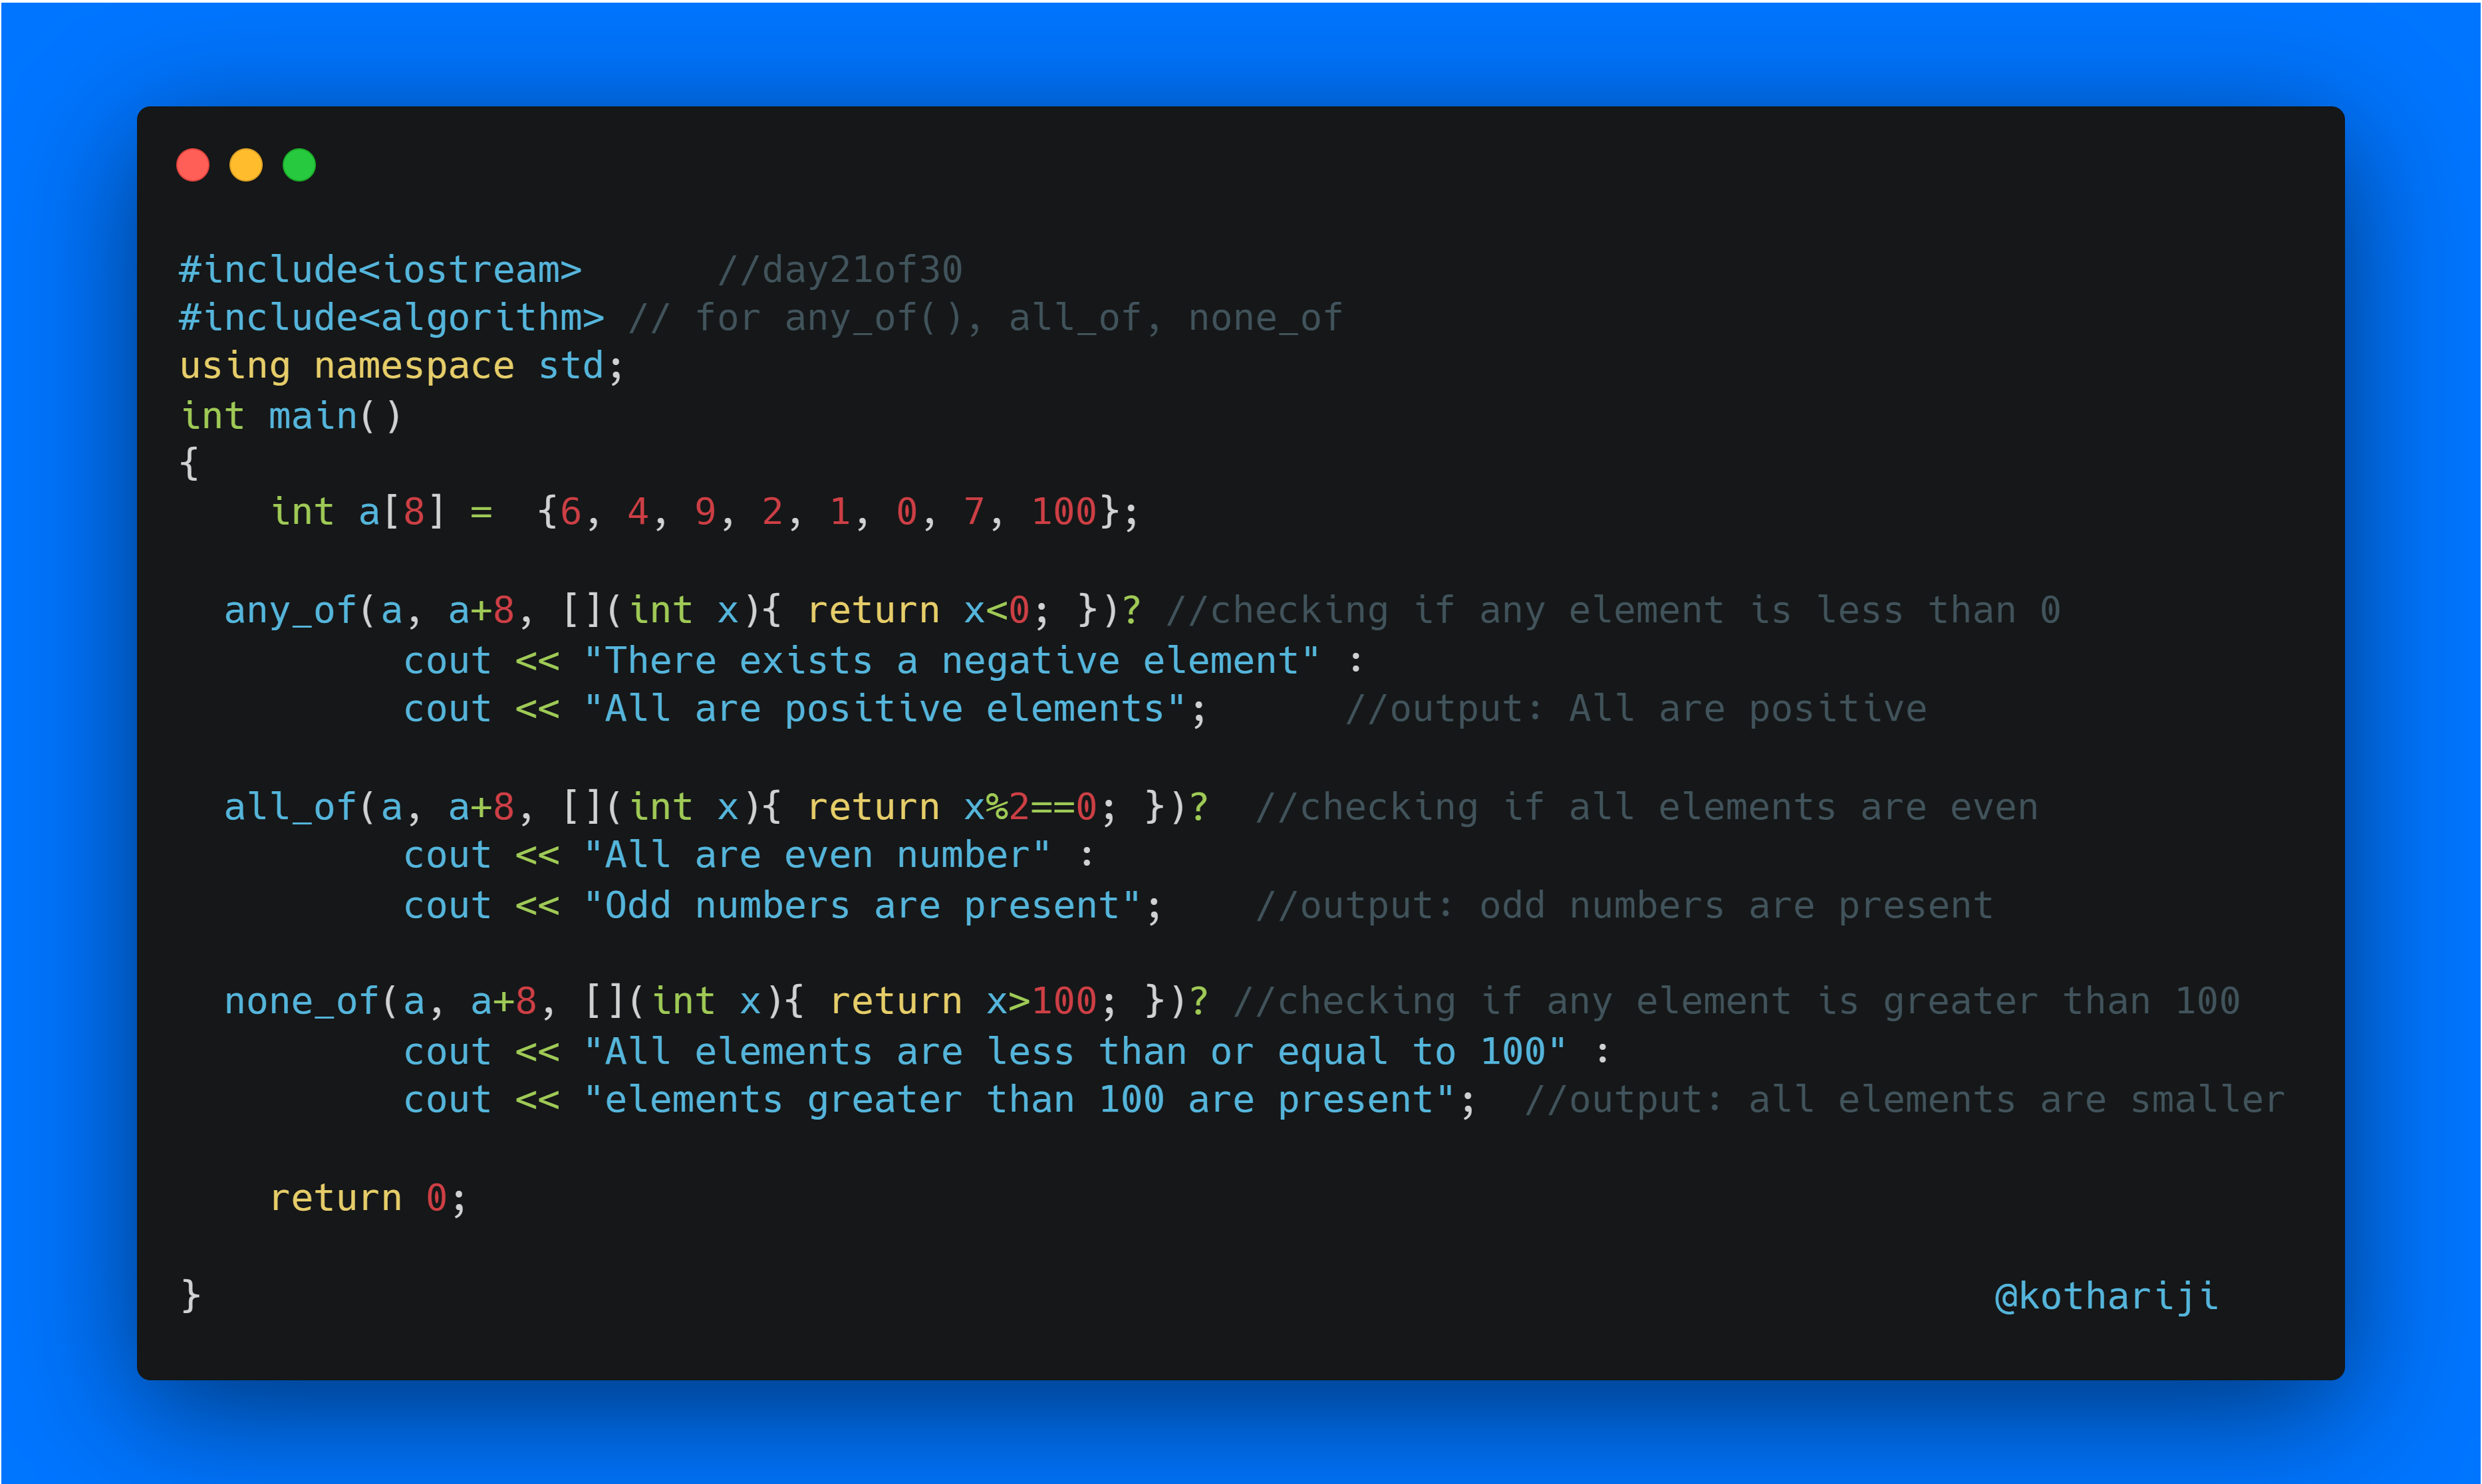 #include<iostream>      //day21of30
#include<algorithm> // for any_of(), all_of, none_of
using namespace std;
int main()
{
    int a[8] =  {6, 4, 9, 2, 1, 0, 7, 100};
  any_of(a, a+8, [](int x){ return x<0; })? //checking if any element is less than 0
          cout << "There exists a negative element" :
          cout << "All are positive elements";      //output: All are positive
  all_of(a, a+8, [](int x){ return x%2==0; })?  //checking if all elements are even
          cout << "All are even number" :
          cout << "Odd numbers are present";    //output: odd numbers are present
  none_of(a, a+8, [](int x){ return x>100; })? //checking if any element is greater than 100
          cout << "All elements are less than or equal to 100" :
          cout << "elements greater than 100 are present";  //output: all elements are smaller
    return 0;
}                                                                                @kothariji